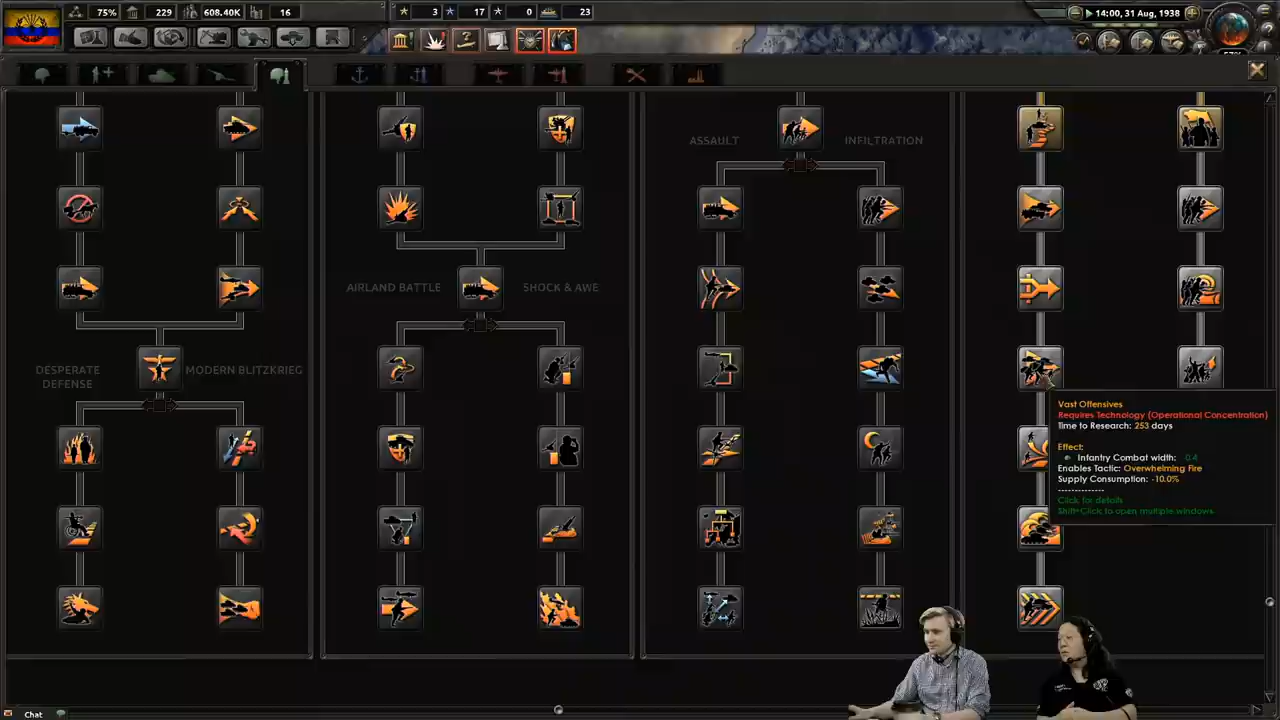 75%
229
608.40K
16
3
17
0
23
14:00, 31 Aug, 1938
57%
ASSAULT
INFILTRATION
AIRLAND BATTLE
SHOCK & AWE
DESPERATE DEFENSE
MODERN BLITZKRIEG
Vast Offensives
Requires Technology (Operational Concentration)
Time to Research: 253 days
Effect:
Infantry Combat width: 0.4
Enables Tactic: Overwhelming Fire
Supply Consumption: -10.0%
--------------
Click for details
Shift+Click to open multiple windows
Chat